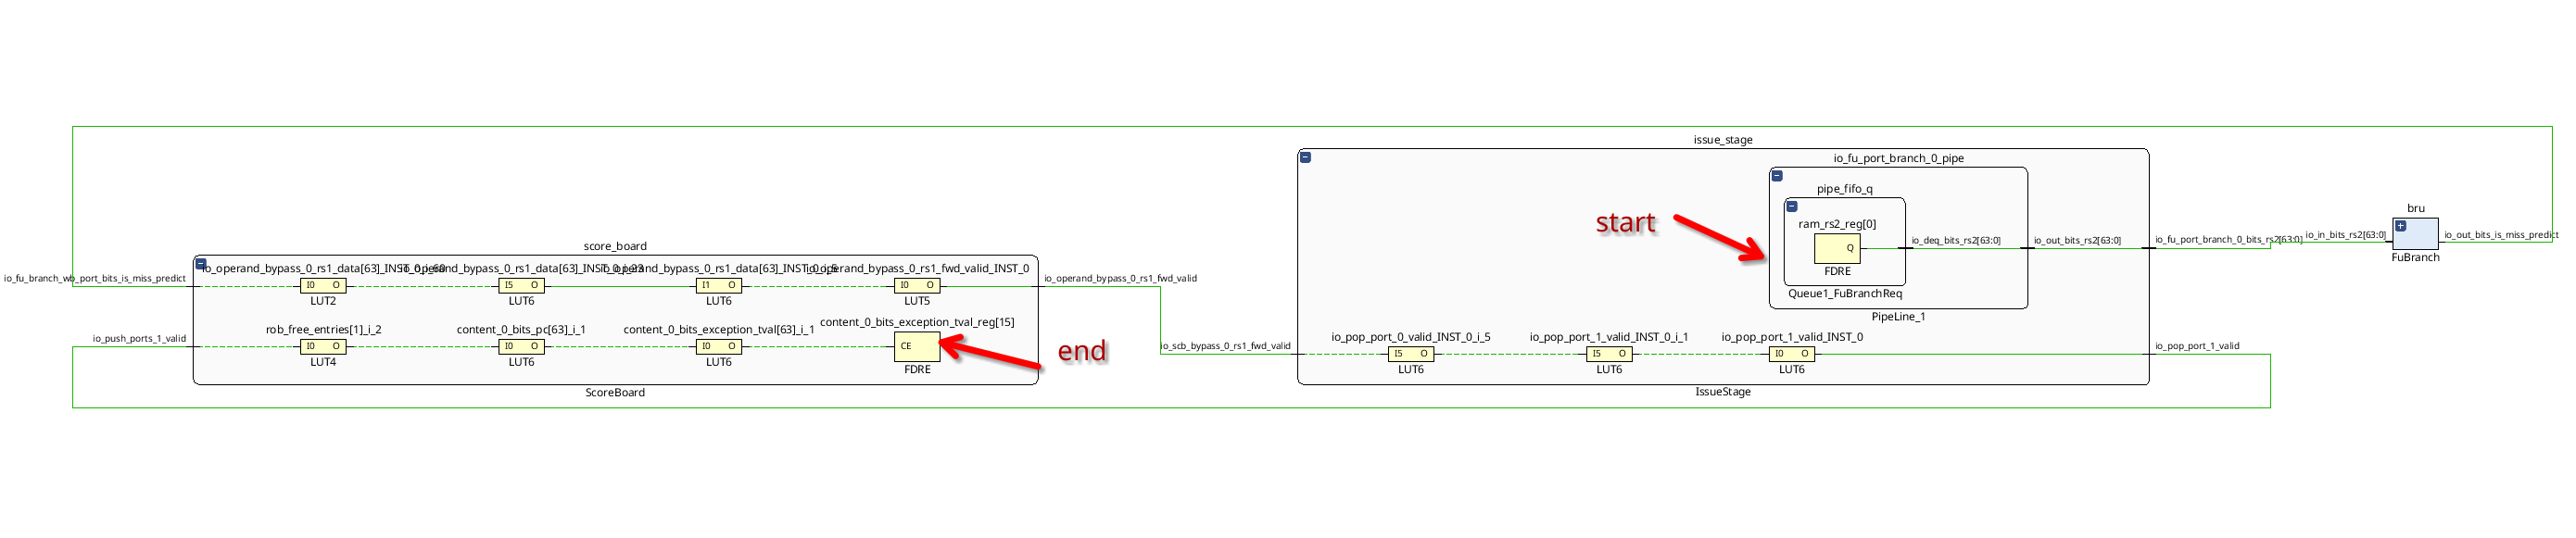 issue_stage
io_fu_port_branch_0_pipe
pipe_fifo_q
bru
start
ram_rs2_reg[0]
Q
io_deq_bits_rs2[63:0]
io_out_bits_rs2[63:0]
io_fu_port_branch_0_bits_rs2[63:0]
io_in_bits_rs2[63:0]
io_out_bits_is_miss_predict
FuBranch
FDRE
Queue1_FuBranchReq
PipeLine_1
score_board
io_operand_bypass_0_rs1_data[63]_INST_0_i_60
io_operand_bypass_0_rs1_data[63]_INST_0_i_5
io_operand_bypass_0_rs1_fwd_valid_INST_0
io_fu_branch_wb_port_bits_is_miss_predict
I0 O
I5 O
I1 O
I0 O
io_operand_bypass_0_rs1_fwd_valid
LUT2
LUT6
LUT6
LUT5
rob_free_entries[1]_i_2
content_0_bits_pc[63]_i_1
content_0_bits_exception_tval[63]_i_1
content_0_bits_exception_tval_reg[15]
io_push_ports_1_valid
I0 O
I0 O
I0 O
CE
end
LUT4
LUT6
LUT6
FDRE
ScoreBoard
io_scb_bypass_0_rs1_fwd_valid
io_pop_port_0_valid_INST_0_i_5
io_pop_port_1_valid_INST_0_i_1
io_pop_port_1_valid_INST_0
I5 O
I5 O
I0 O
io_pop_port_1_valid
LUT6
LUT6
LUT6
IssueStage